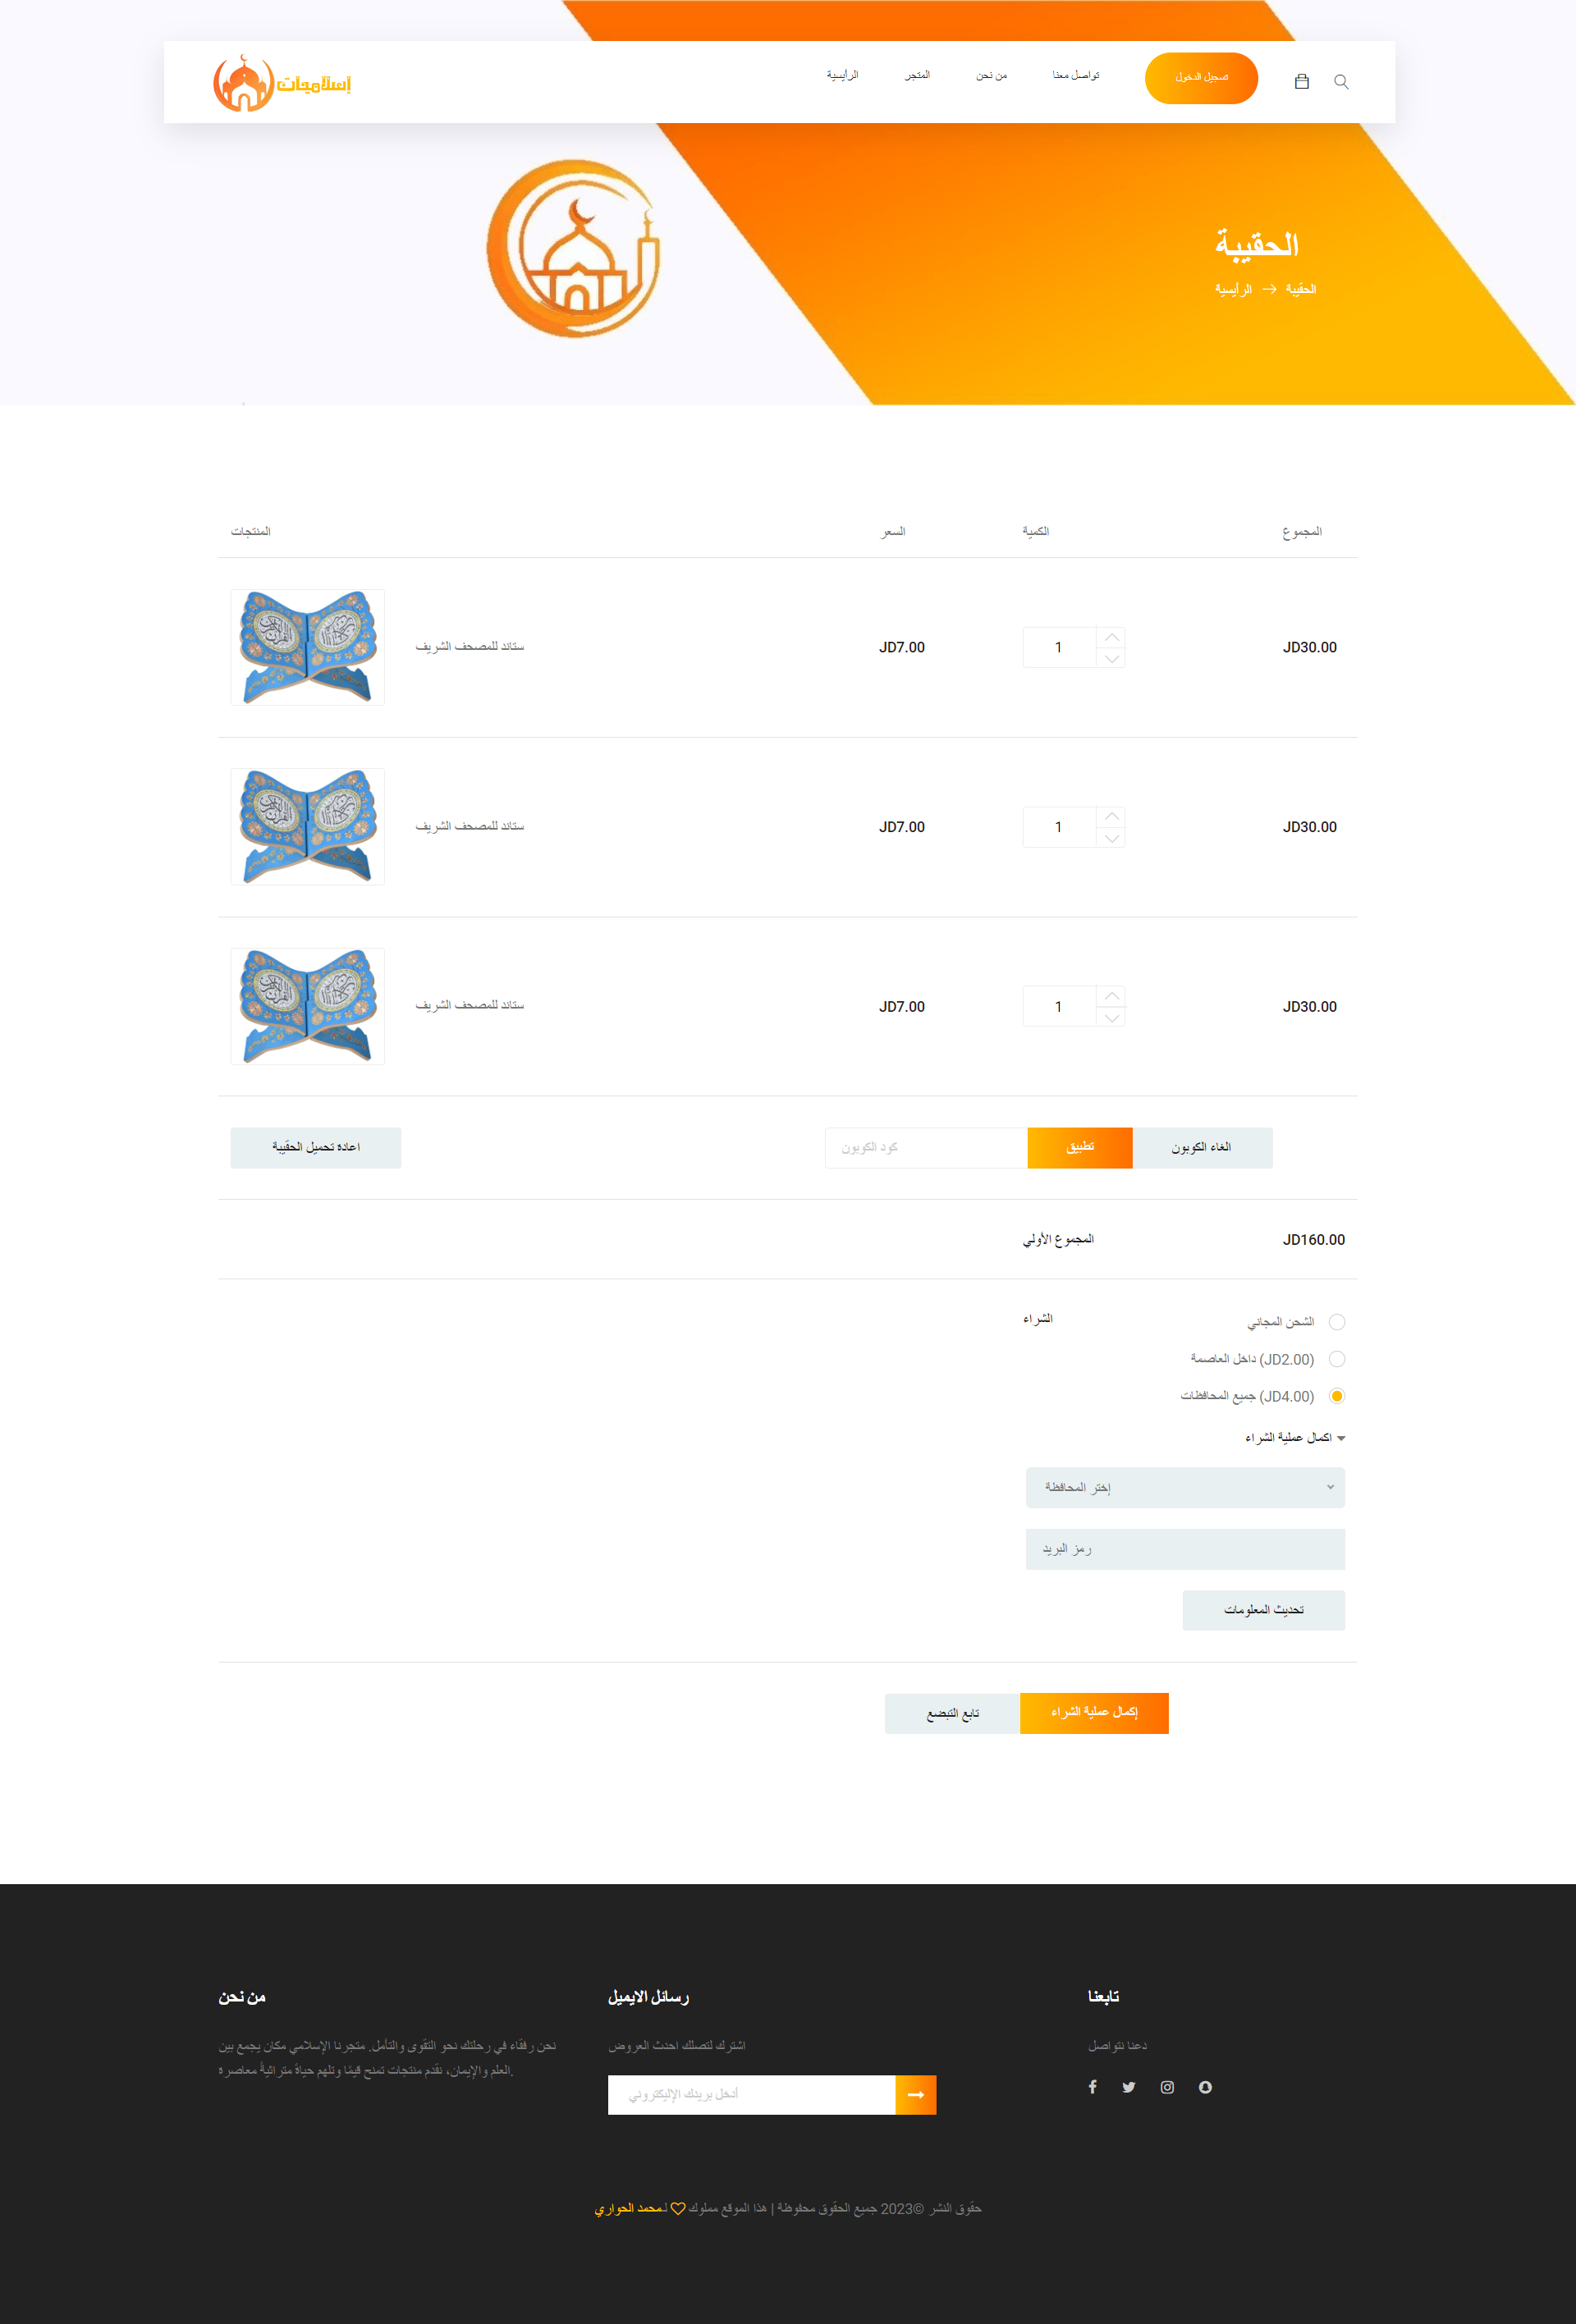 إسلاميات
الرأيسية
المتجر
من نحن
تواصل معنا
تسجيل الدخول
الحقيبة
الرأيسية → الحقيبة
المنتجات
السعر
الكمية
المجموع
ستاند للمصحف الشريف
JD7.00
1
JD30.00
ستاند للمصحف الشريف
JD7.00
1
JD30.00
ستاند للمصحف الشريف
JD7.00
1
JD30.00
اعادة تحميل الحقيبة
كود الكوبون
تطبيق
الغاء الكوبون
المجموع الأولي
JD160.00
الشراء
الشحن المجاني
داخل العاصمة (JD2.00)
جميع المحافظات (JD4.00)
اكمال عملية الشراء
إختر المحافظة
رمز البريد
تحديث المعلومات
تابع التبضع
إكمال عملية الشراء
من نحن
نحن رفقاء في رحلتك نحو التقوى والتأمل. متجرنا الإسلامي مكان يجمع بين
العلم والإيمان، نقدم منتجات تمنح قيمًا وتلهم حياةً متراثيةً معاصرة.
رسائل الايميل
اشترك لتصلك احدث العروض
أدخل بريدك الإليكتروني
تابعنا
دعنا نتواصل
حقوق النشر ©2023 جميع الحقوق محفوظة | هذا الموقع مملوك ♡ لـمحمد الحواري